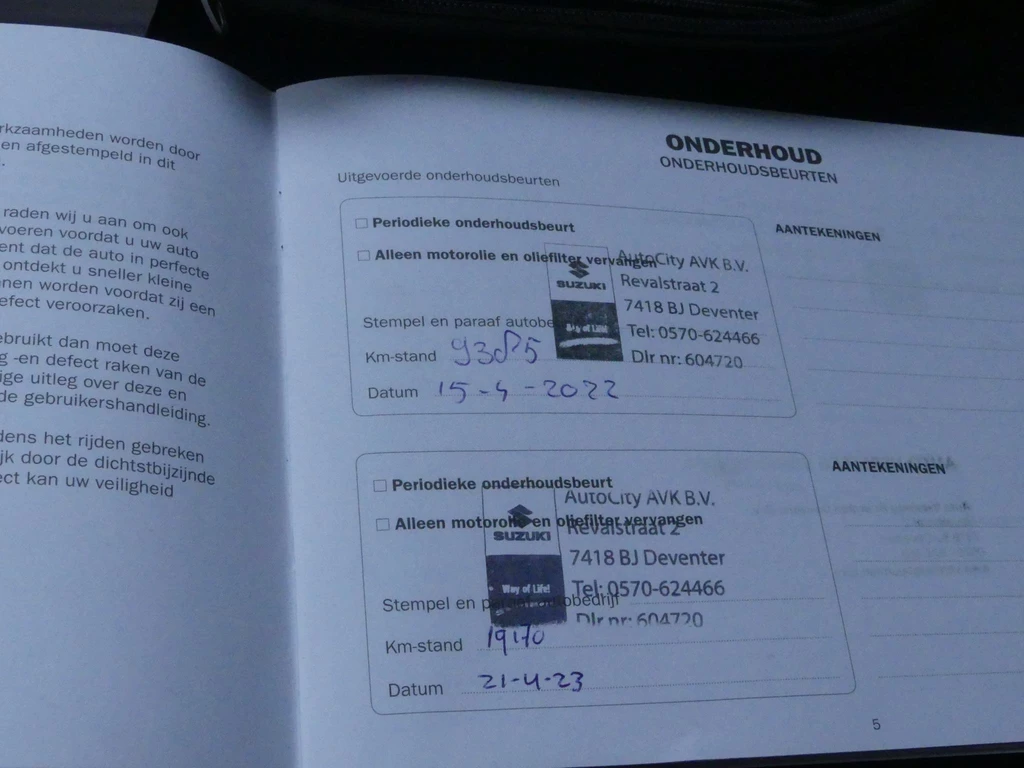 rkzaamheden worden door
en afgestempeld in dit
raden wij u aan om ook
voeren voordat u uw auto
ent dat de auto in perfecte
ontdekt u sneller kleine
nen worden voordat zij een
efect veroorzaken.
ebruikt dan moet deze
g -en defect raken van de
ige uitleg over deze en
de gebruikershandleiding.
dens het rijden gebreken
jk door de dichtstbijzijnde
ect kan uw veiligheid
ONDERHOUD
ONDERHOUDSBEURTEN
Uitgevoerde onderhoudsbeurten
Periodieke onderhoudsbeurt
Alleen motorolie en oliefilter vervangen
SUZUKI
Way of Life!
AutoCity AVK B.V.
Revalstraat 2
7418 BJ Deventer
Tel: 0570-624466
Dlr nr: 604720
Stempel en paraaf autobe
Km-stand 9385
Datum 15-4-2022
AANTEKENINGEN
Periodieke onderhoudsbeurt
Alleen motorolie en oliefilter vervangen
SUZUKI
Way of Life!
AutoCity AVK B.V.
Revalstraat 2
7418 BJ Deventer
Tel: 0570-624466
Dlr nr: 604720
Stempel en paraaf autobedrijf
Km-stand 19170
Datum 21-4-23
AANTEKENINGEN
5